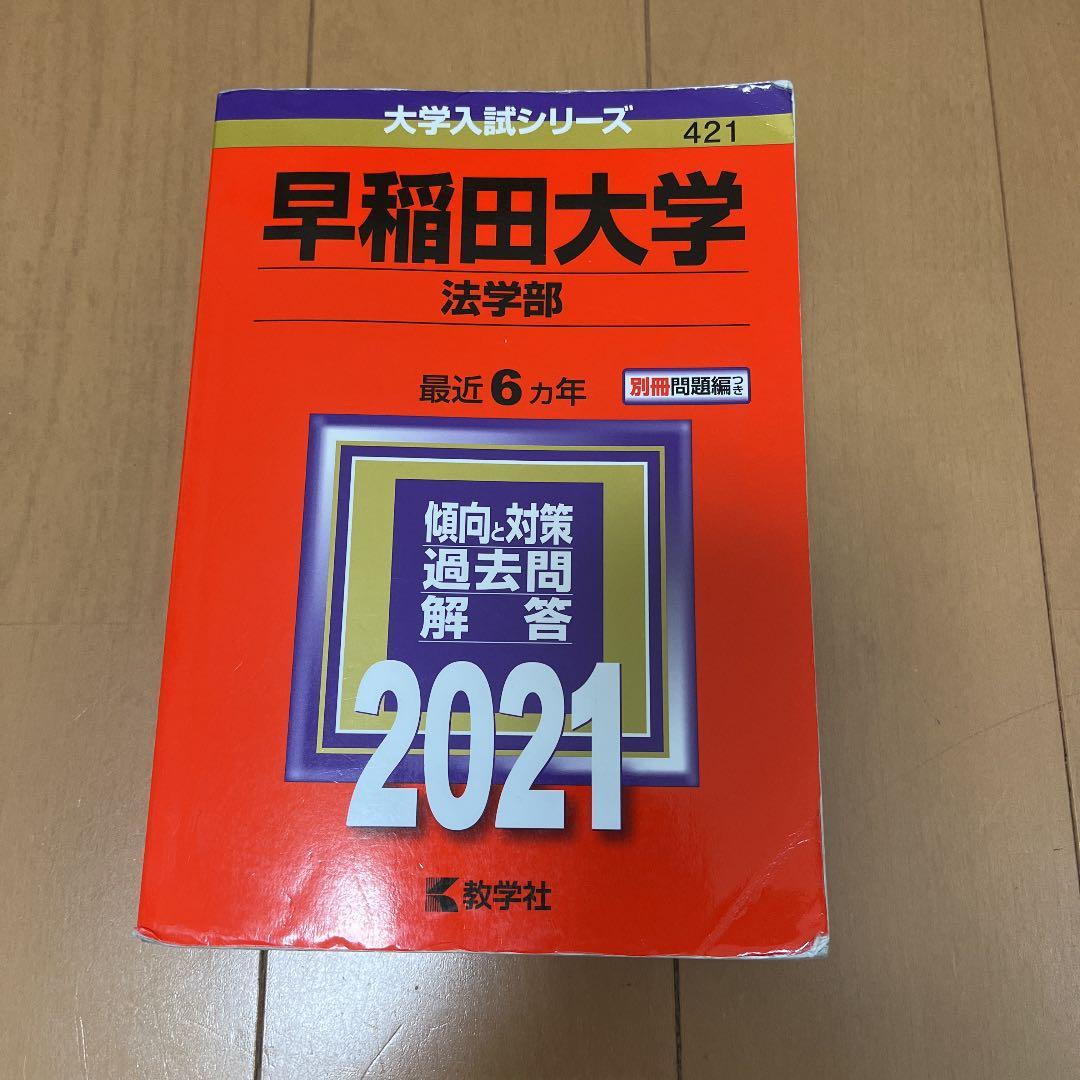 大学入試シリーズ
421
早稲田大学
法学部
最近6カ年
別冊問題編つき
傾向と対策
過去問
解答
2021
教学社